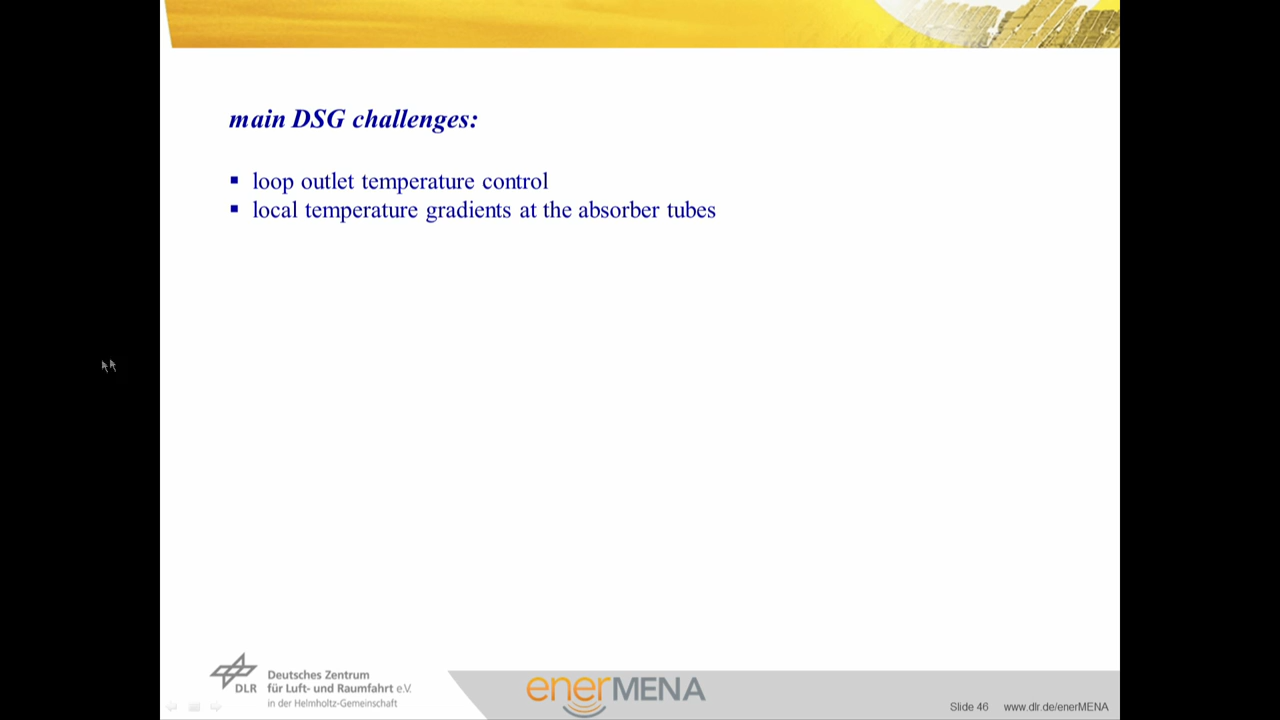 main DSG challenges:
▪ loop outlet temperature control
▪ local temperature gradients at the absorber tubes
DLR
Deutsches Zentrum
für Luft- und Raumfahrt e.V.
in der Helmholtz-Gemeinschaft
enerMENA
Slide 46 www.dlr.de/enerMENA